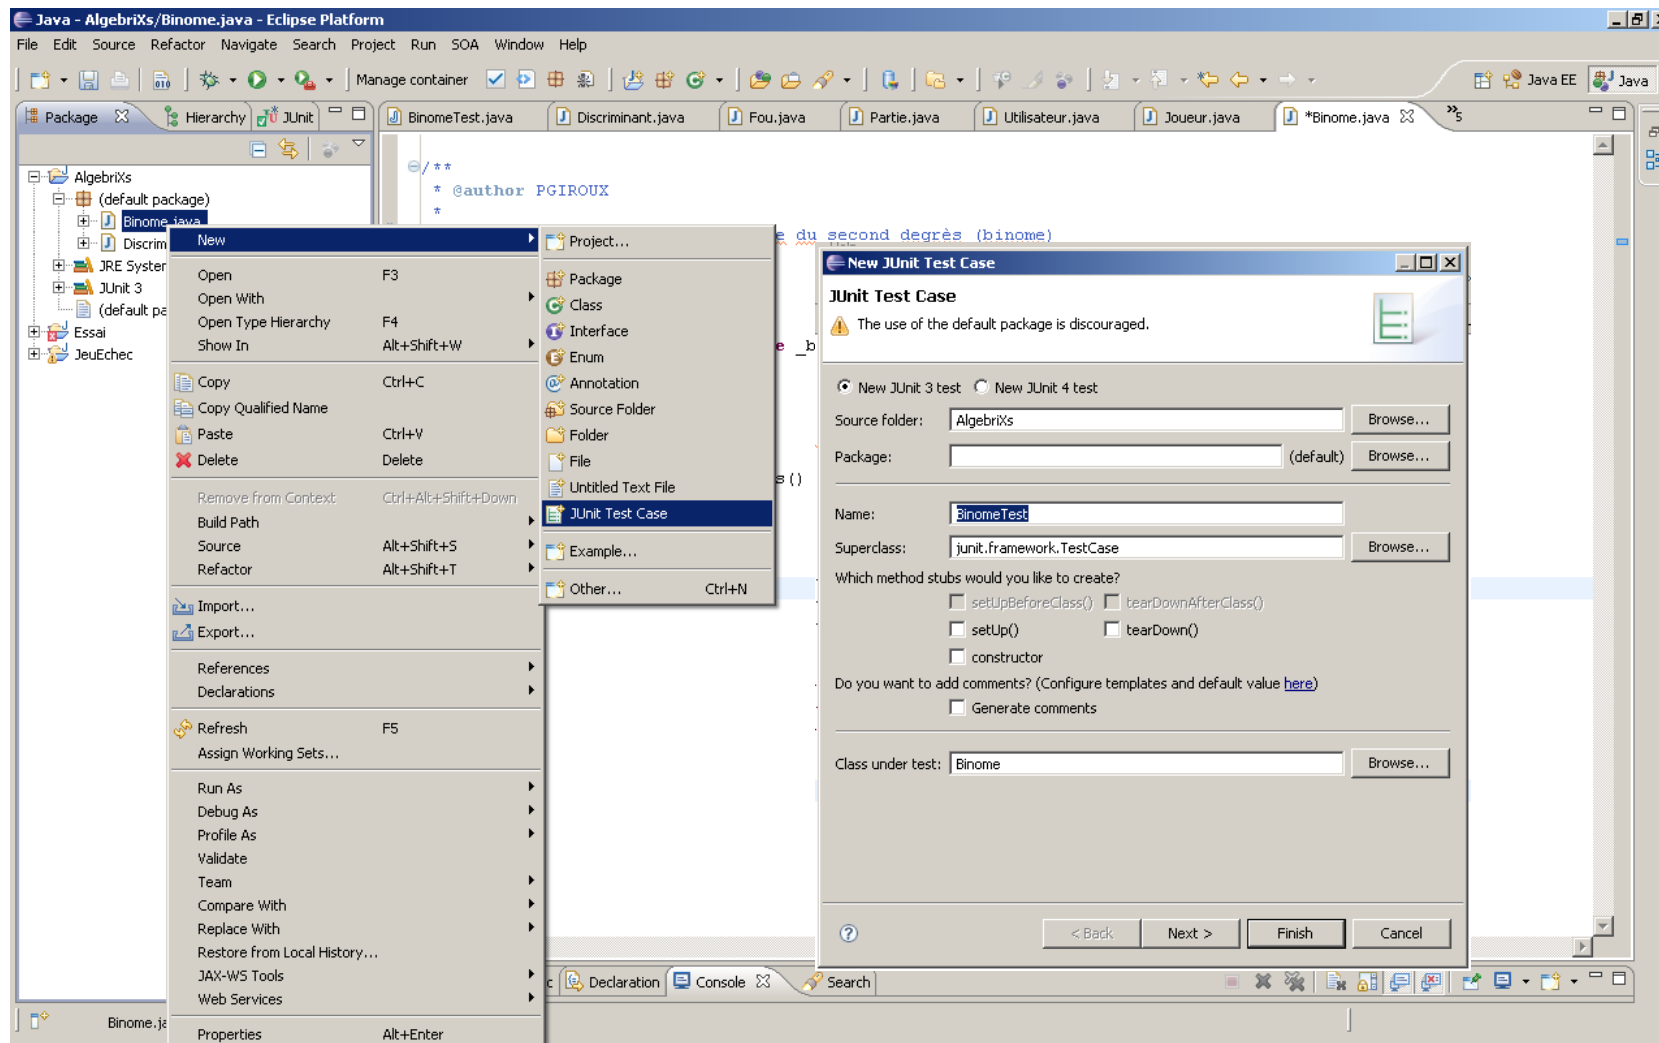 Java - AlgebriXs/Binome.java - Eclipse Platform
File Edit Source Refactor Navigate Search Project Run SOA Window Help
Manage container
Java EE
Java
Package
Hierarchy
JUnit
BinomeTest.java
Discriminant.java
Fou.java
Partie.java
Utilisateur.java
Joueur.java
*Binome.java
»5
AlgebriXs
(default package)
Binome.java
Discrim
JRE System
JUnit 3
(default pa
Essai
JeuEchec
/**
* @author PGIROUX
*
e du second degrès (binome)
e _b
s()
New
Open F3
Open With
Open Type Hierarchy F4
Show In Alt+Shift+W
Copy Ctrl+C
Copy Qualified Name
Paste Ctrl+V
Delete Delete
Remove from Context Ctrl+Alt+Shift+Down
Build Path
Source Alt+Shift+S
Refactor Alt+Shift+T
Import...
Export...
References
Declarations
Refresh F5
Assign Working Sets...
Run As
Debug As
Profile As
Validate
Team
Compare With
Replace With
Restore from Local History...
JAX-WS Tools
Web Services
Properties Alt+Enter
Project...
Package
Class
Interface
Enum
Annotation
Source Folder
Folder
File
Untitled Text File
JUnit Test Case
Example...
Other... Ctrl+N
New JUnit Test Case
JUnit Test Case
The use of the default package is discouraged.
New JUnit 3 test New JUnit 4 test
Source folder: AlgebriXs Browse...
Package: (default) Browse...
Name: BinomeTest
Superclass: junit.framework.TestCase Browse...
Which method stubs would you like to create?
setUpBeforeClass() tearDownAfterClass()
setUp() tearDown()
constructor
Do you want to add comments? (Configure templates and default value here)
Generate comments
Class under test: Binome Browse...
< Back Next > Finish Cancel
c Declaration Console Search
Binome.ja